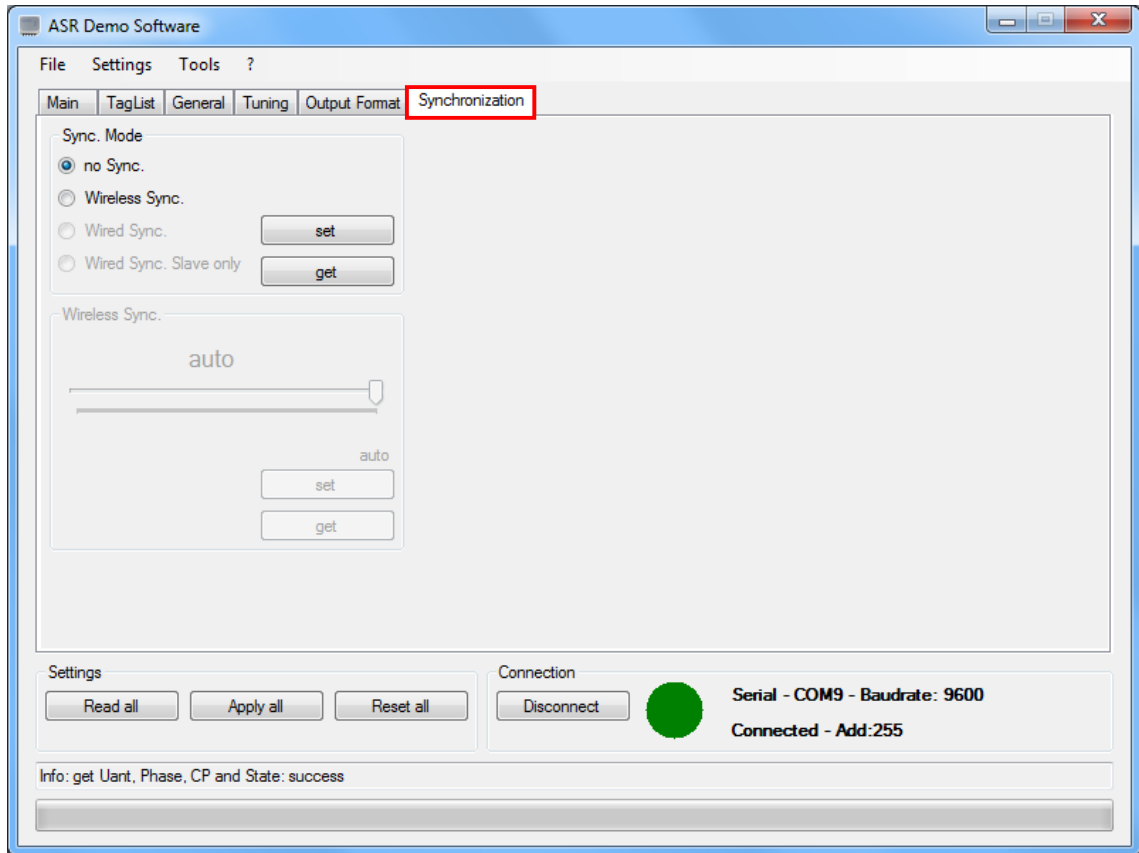 ASR Demo Software
File Settings Tools ?
Main TagList General Tuning Output Format Synchronization
Sync. Mode
no Sync.
Wireless Sync.
Wired Sync. set
Wired Sync. Slave only get
Wireless Sync.
auto
auto
set
get
Settings
Read all Apply all Reset all
Connection
Disconnect
Serial - COM9 - Baudrate: 9600
Connected - Add:255
Info: get Uant, Phase, CP and State: success